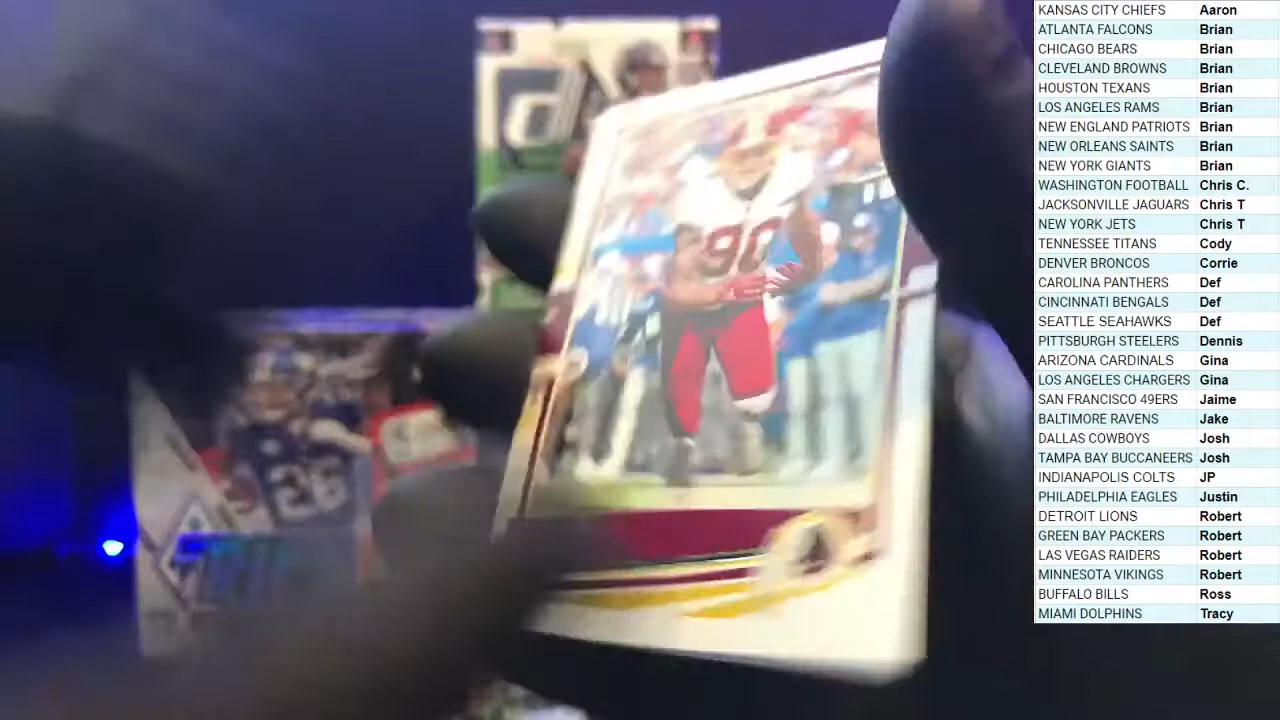 KANSAS CITY CHIEFS Aaron
ATLANTA FALCONS Brian
CHICAGO BEARS Brian
CLEVELAND BROWNS Brian
HOUSTON TEXANS Brian
LOS ANGELES RAMS Brian
NEW ENGLAND PATRIOTS Brian
NEW ORLEANS SAINTS Brian
NEW YORK GIANTS Brian
WASHINGTON FOOTBALL Chris C.
JACKSONVILLE JAGUARS Chris T
NEW YORK JETS Chris T
TENNESSEE TITANS Cody
DENVER BRONCOS Corrie
CAROLINA PANTHERS Def
CINCINNATI BENGALS Def
SEATTLE SEAHAWKS Def
PITTSBURGH STEELERS Dennis
ARIZONA CARDINALS Gina
LOS ANGELES CHARGERS Gina
SAN FRANCISCO 49ERS Jaime
BALTIMORE RAVENS Jake
DALLAS COWBOYS Josh
TAMPA BAY BUCCANEERS Josh
INDIANAPOLIS COLTS JP
PHILADELPHIA EAGLES Justin
DETROIT LIONS Robert
GREEN BAY PACKERS Robert
LAS VEGAS RAIDERS Robert
MINNESOTA VIKINGS Robert
BUFFALO BILLS Ross
MIAMI DOLPHINS Tracy
90
26